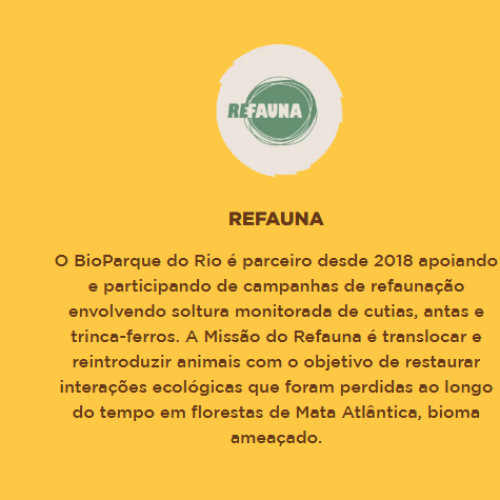 REFAUNA
REFAUNA
O BioParque do Rio é parceiro desde 2018 apoiando
e participando de campanhas de refaunação
envolvendo soltura monitorada de cutias, antas e
trinca-ferros. A Missão do Refauna é translocar e
reintroduzir animais com o objetivo de restaurar
interações ecológicas que foram perdidas ao longo
do tempo em florestas de Mata Atlântica, bioma
ameaçado.